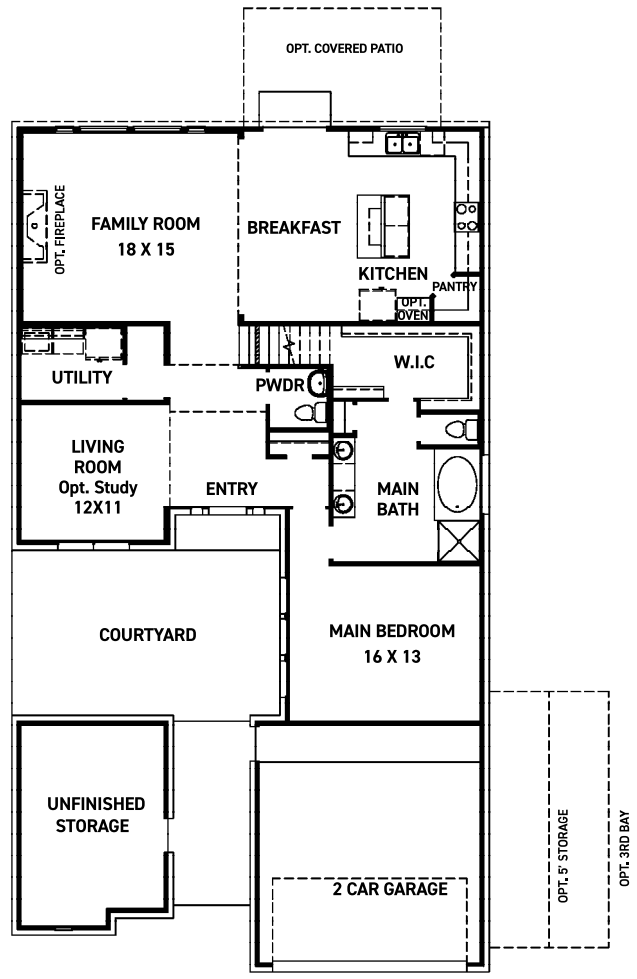 OPT. COVERED PATIO
OPT. FIREPLACE
FAMILY ROOM
18 X 15
BREAKFAST
KITCHEN
PANTRY
OPT.
OVEN
UTILITY
PWDR
W.I.C
LIVING
ROOM
Opt. Study
12X11
ENTRY
MAIN
BATH
COURTYARD
MAIN BEDROOM
16 X 13
UNFINISHED
STORAGE
2 CAR GARAGE
OPT. 5' STORAGE
OPT. 3RD BAY